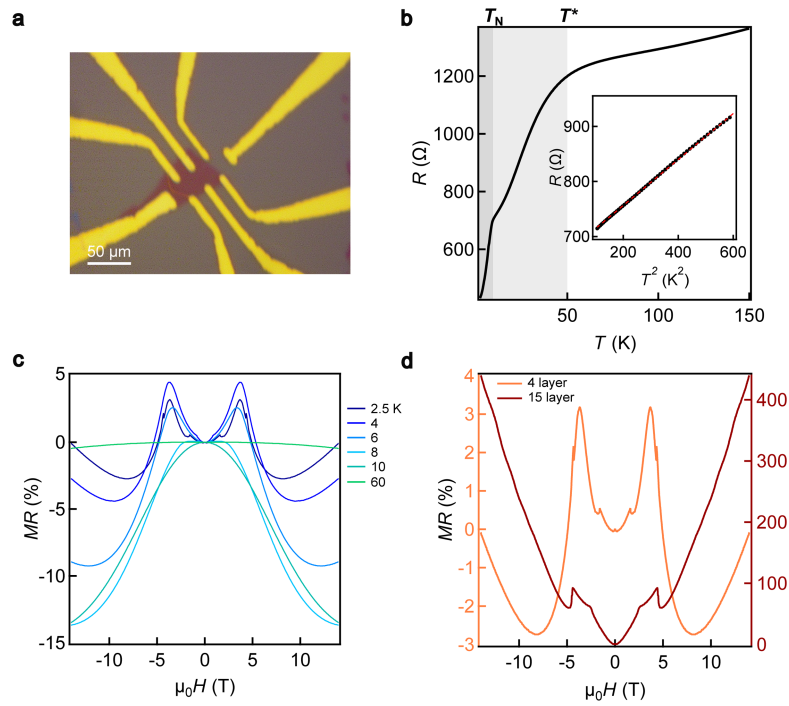 a
50 µm
b
T_N T*
R (Ω)
1200
1000
800
600
50 100 150
T (K)
R (Ω)
900
800
700
200 400 600
T² (K²)
c
MR (%)
5
0
-5
-10
-15
-10 -5 0 5 10
µ₀H (T)
2.5 K
4
6
8
10
60
d
MR (%)
4
3
2
1
0
-1
-2
-3
4 layer
15 layer
400
300
200
100
0
-10 -5 0 5 10
µ₀H (T)